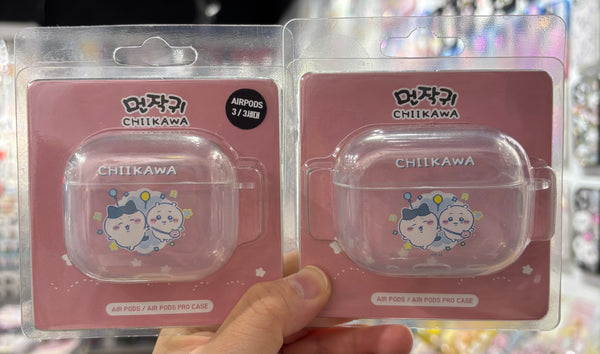 먼작귀
CHIIKAWA
AIRPODS
3 / 3세대
CHIIKAWA
AIR PODS / AIR PODS PRO CASE
먼작귀
CHIIKAWA
CHIIKAWA
AIR PODS / AIR PODS PRO CASE